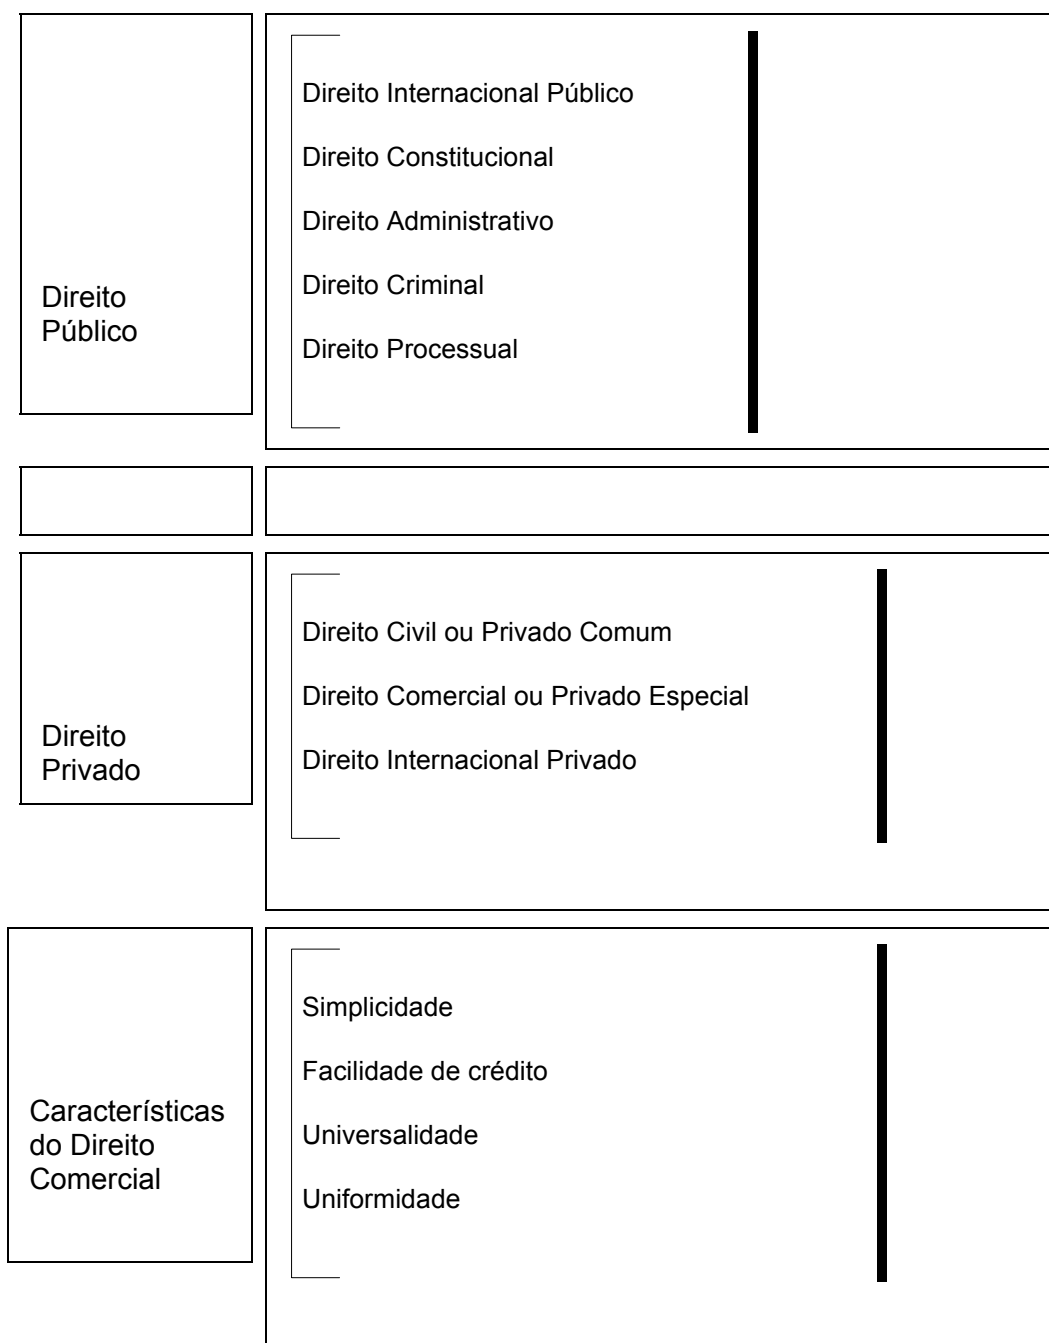 Direito Internacional Público
Direito Constitucional
Direito Administrativo
Direito Criminal
Direito Processual
Direito
Público
Direito Civil ou Privado Comum
Direito Comercial ou Privado Especial
Direito Internacional Privado
Direito
Privado
Simplicidade
Facilidade de crédito
Universalidade
Uniformidade
Características
do Direito
Comercial